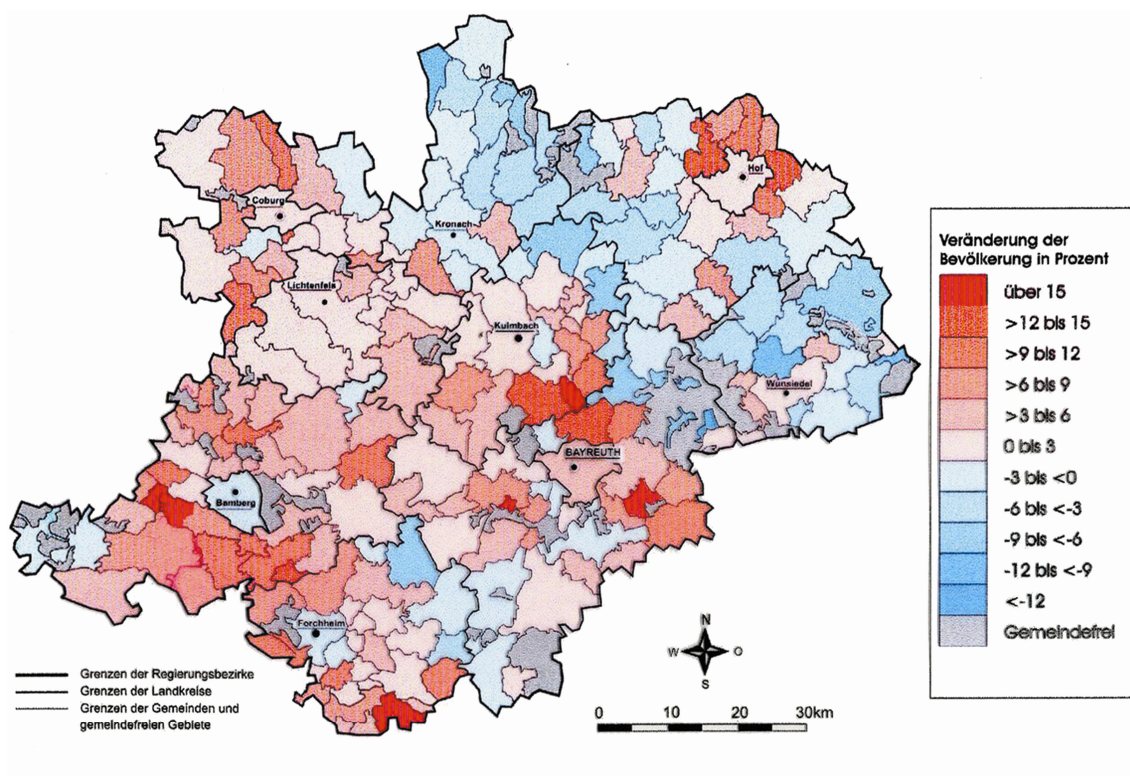 Hof
Coburg
Kronach
Lichtenfels
Kulmbach
Wunsiedel
BAYREUTH
Bamberg
Forchheim
Veränderung der
Bevölkerung in Prozent
über 15
>12 bis 15
>9 bis 12
>6 bis 9
>3 bis 6
0 bis 3
-3 bis <0
-6 bis <-3
-9 bis <-6
-12 bis <-9
<-12
Gemeindefrei
N
W O
S
Grenzen der Regierungsbezirke
Grenzen der Landkreise
Grenzen der Gemeinden und
gemeindefreien Gebiete
0 10 20 30km